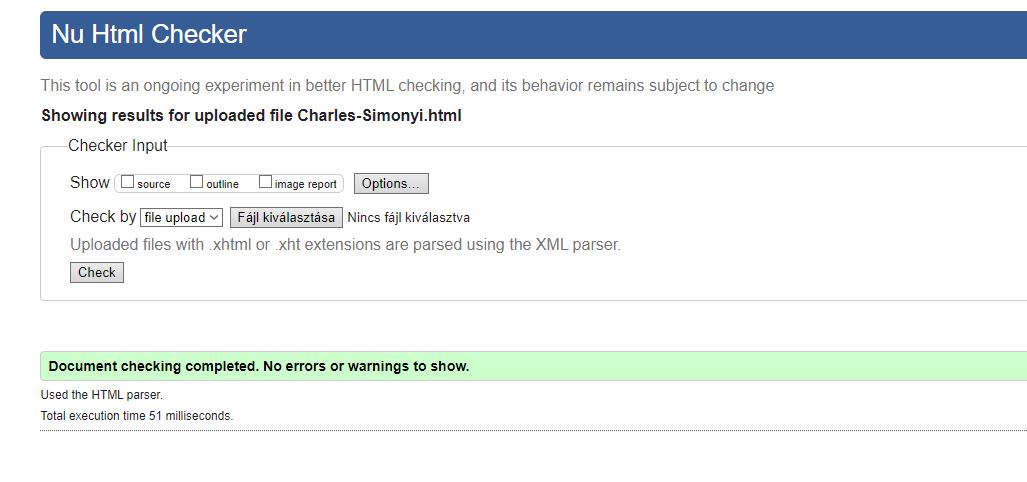 Nu Html Checker
This tool is an ongoing experiment in better HTML checking, and its behavior remains subject to change
Showing results for uploaded file Charles-Simonyi.html
Checker Input
Show source outline image report Options...
Check by file upload Fájl kiválasztása Nincs fájl kiválasztva
Uploaded files with .xhtml or .xht extensions are parsed using the XML parser.
Check
Document checking completed. No errors or warnings to show.
Used the HTML parser.
Total execution time 51 milliseconds.